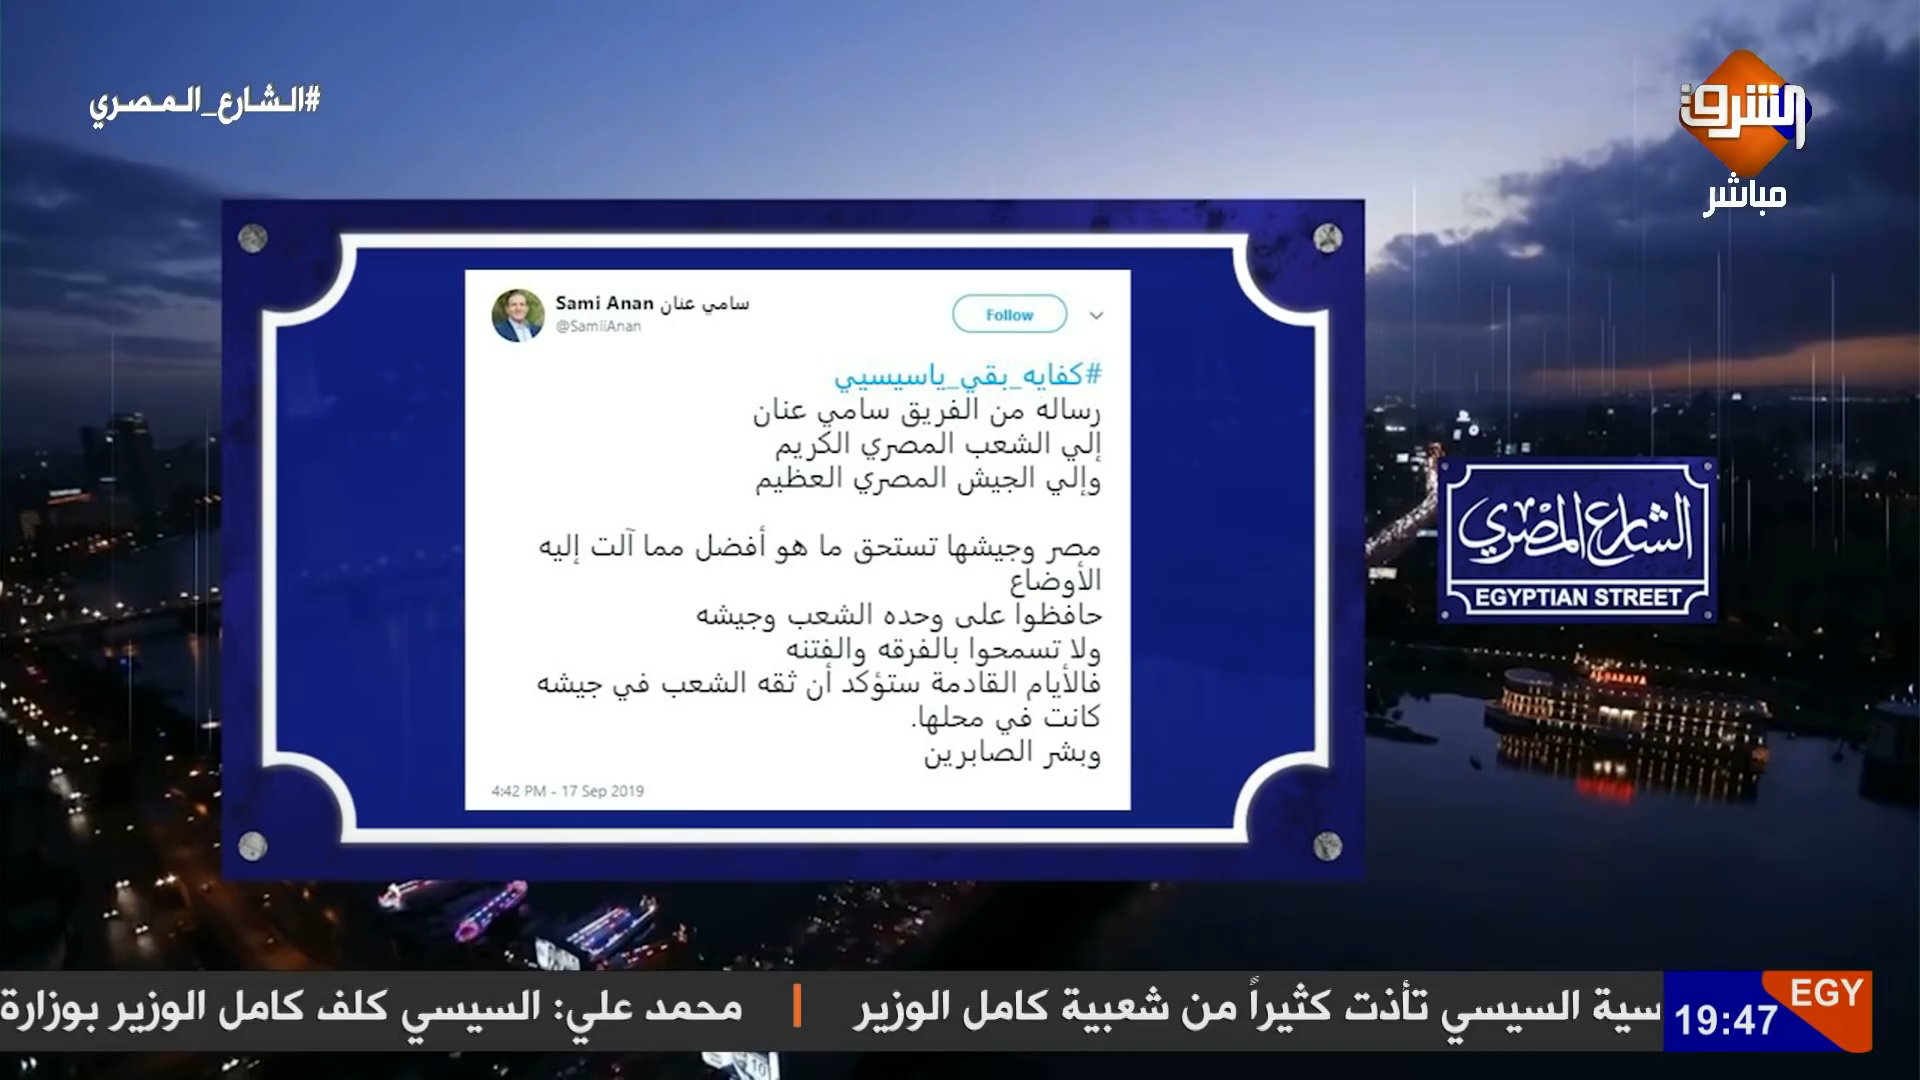 #الشارع_المصري
الشرق
مباشر
Sami Anan سامي عنان
@SamiiAnan
Follow
#كفايه_بقي_ياسيسيي
رساله من الفريق سامي عنان
إلي الشعب المصري الكريم
وإلي الجيش المصري العظيم
مصر وجيشها تستحق ما هو أفضل مما آلت إليه
الأوضاع
حافظوا على وحده الشعب وجيشه
ولا تسمحوا بالفرقه والفتنه
فالأيام القادمة ستؤكد أن ثقه الشعب في جيشه
كانت في محلها.
وبشر الصابرين
4:42 PM - 17 Sep 2019
الشارع المصري
EGYPTIAN STREET
سية السيسي تأذت كثيراً من شعبية كامل الوزير | محمد علي: السيسي كلف كامل الوزير بوزارة
EGY
19:47